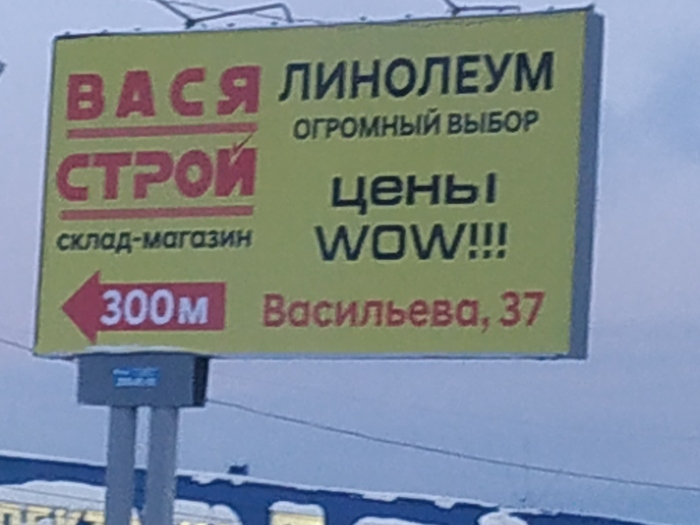 ВАСЯ
СТРОЙ
склад-магазин
300м
ЛИНОЛЕУМ
ОГРОМНЫЙ ВЫБОР
цены
WOW!!!
Васильева, 37